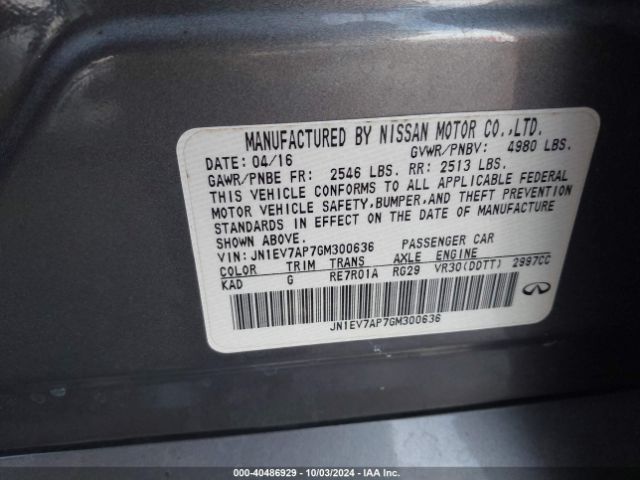 MANUFACTURED BY NISSAN MOTOR CO.,LTD.
DATE: 04/16 GVWR/PNBV: 4980 LBS.
GAWR/PNBE FR: 2546 LBS. RR: 2513 LBS.
THIS VEHICLE CONFORMS TO ALL APPLICABLE FEDERAL
MOTOR VEHICLE SAFETY,BUMPER,AND THEFT PREVENTION
STANDARDS IN EFFECT ON THE DATE OF MANUFACTURE
SHOWN ABOVE.
VIN: JN1EV7AP7GM300636 PASSENGER CAR
COLOR TRIM TRANS AXLE ENGINE
KAD G RE7R01A RG29 VR30(DDTT) 2997CC
JN1EV7AP7GM300636
000-40486929 - 10/03/2024 - IAA Inc.